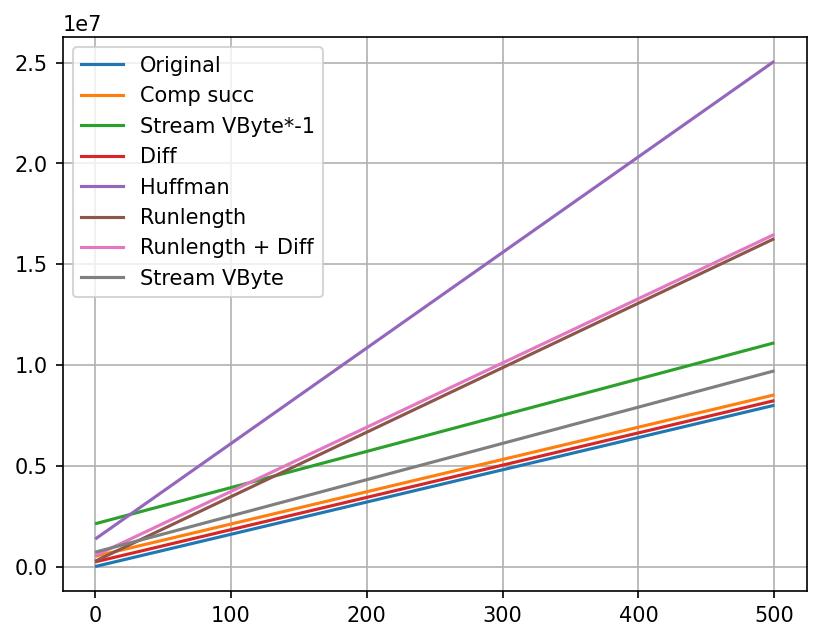 1e7
2.5
2.0
1.5
1.0
0.5
0.0
Original
Comp succ
Stream VByte*-1
Diff
Huffman
Runlength
Runlength + Diff
Stream VByte
0 100 200 300 400 500